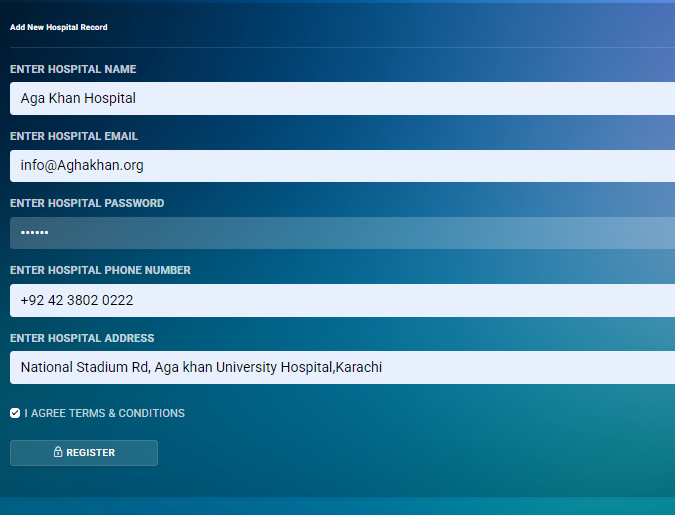 Add New Hospital Record
ENTER HOSPITAL NAME
Aga Khan Hospital
ENTER HOSPITAL EMAIL
info@Aghakhan.org
ENTER HOSPITAL PASSWORD
••••••
ENTER HOSPITAL PHONE NUMBER
+92 42 3802 0222
ENTER HOSPITAL ADDRESS
National Stadium Rd, Aga khan University Hospital,Karachi
I AGREE TERMS & CONDITIONS
REGISTER